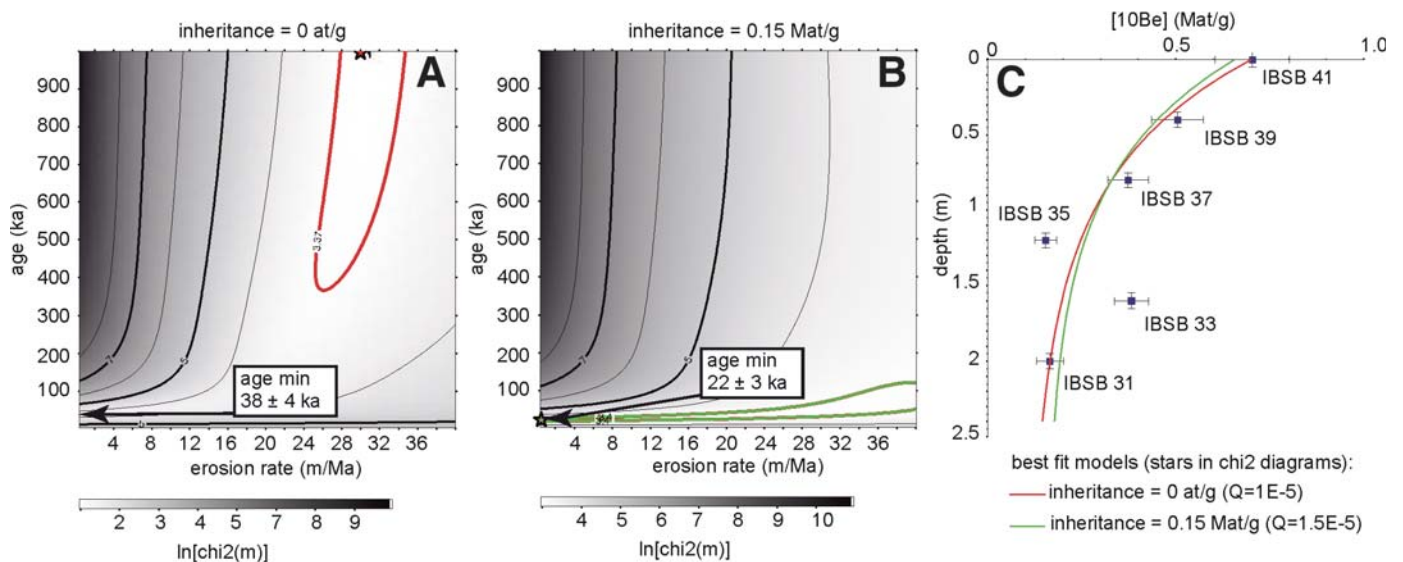 inheritance = 0 at/g
A
age (ka)
900
800
700
600
500
400
300
200
100
7
5
3.37
age min
38 ± 4 ka
4 8 12 16 20 24 28 32 36
erosion rate (m/Ma)
2 3 4 5 6 7 8 9
ln[chi2(m)]
inheritance = 0.15 Mat/g
B
age (ka)
900
800
700
600
500
400
300
200
100
7
5
age min
22 ± 3 ka
4 8 12 16 20 24 28 32 36
erosion rate (m/Ma)
4 5 6 7 8 9 10
ln[chi2(m)]
[10Be] (Mat/g)
0 0.5 1.0
C
depth (m)
0
0.5
1
1.5
2
2.5
IBSB 41
IBSB 39
IBSB 37
IBSB 35
IBSB 33
IBSB 31
best fit models (stars in chi2 diagrams):
inheritance = 0 at/g (Q=1E-5)
inheritance = 0.15 Mat/g (Q=1.5E-5)